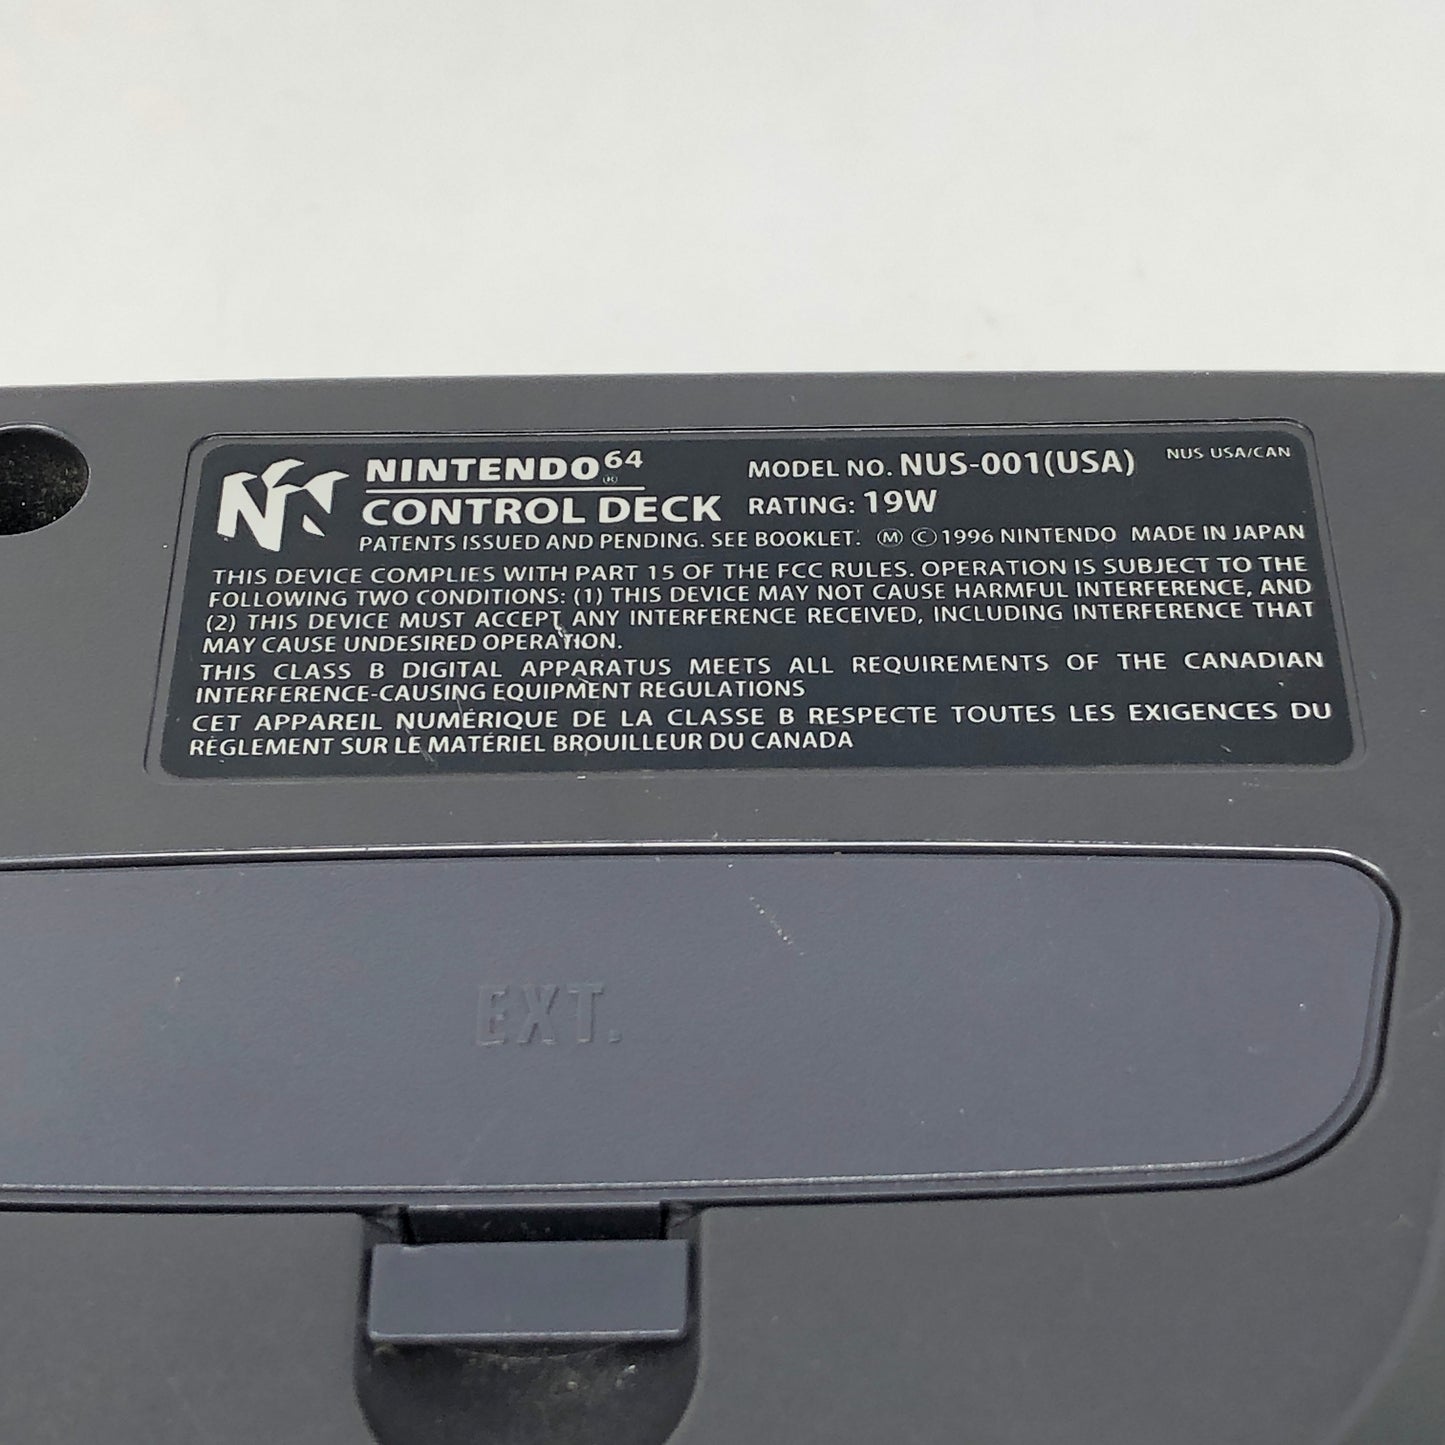 NINTENDO64®
CONTROL DECK
MODEL NO. NUS-001(USA)
NUS USA/CAN
RATING: 19W
PATENTS ISSUED AND PENDING. SEE BOOKLET. Ⓜ ©1996 NINTENDO MADE IN JAPAN
THIS DEVICE COMPLIES WITH PART 15 OF THE FCC RULES. OPERATION IS SUBJECT TO THE
FOLLOWING TWO CONDITIONS: (1) THIS DEVICE MAY NOT CAUSE HARMFUL INTERFERENCE, AND
(2) THIS DEVICE MUST ACCEPT ANY INTERFERENCE RECEIVED, INCLUDING INTERFERENCE THAT
MAY CAUSE UNDESIRED OPERATION.
THIS CLASS B DIGITAL APPARATUS MEETS ALL REQUIREMENTS OF THE CANADIAN
INTERFERENCE-CAUSING EQUIPMENT REGULATIONS
CET APPAREIL NUMÉRIQUE DE LA CLASSE B RESPECTE TOUTES LES EXIGENCES DU
RÈGLEMENT SUR LE MATÉRIEL BROUILLEUR DU CANADA
EXT.